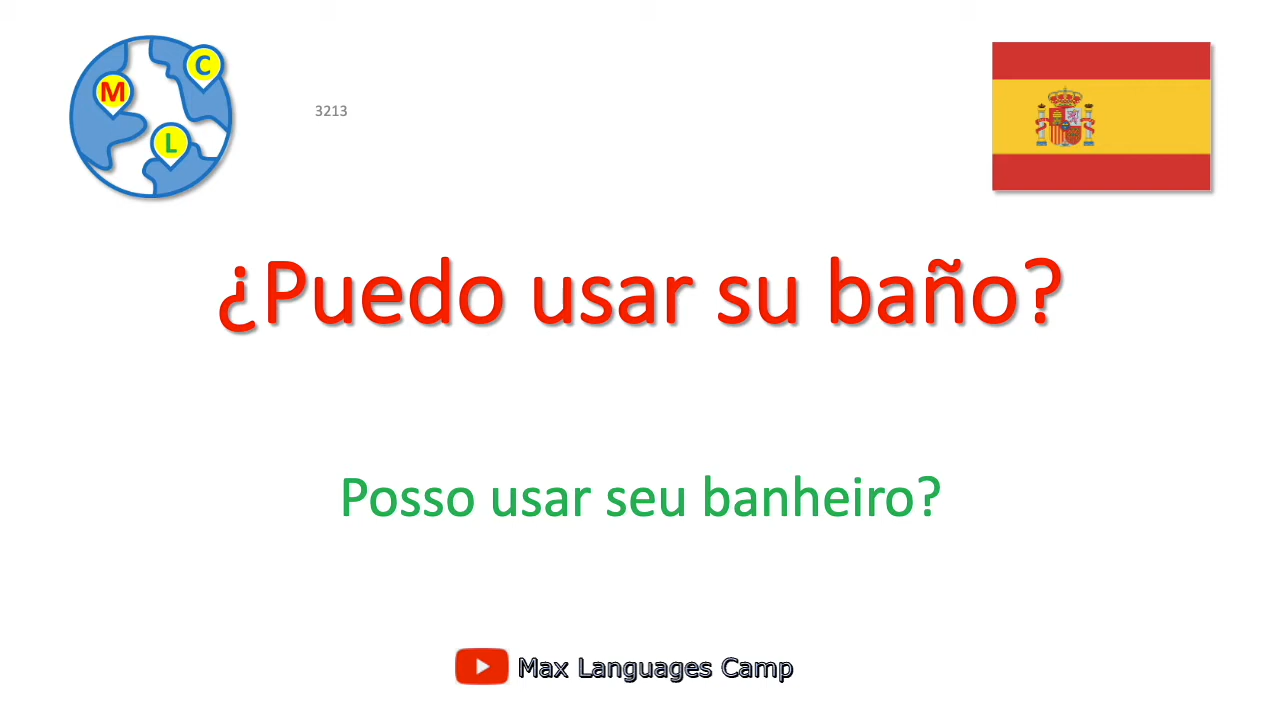 M
C
L
3213
¿Puedo usar su baño?
Posso usar seu banheiro?
Max Languages Camp